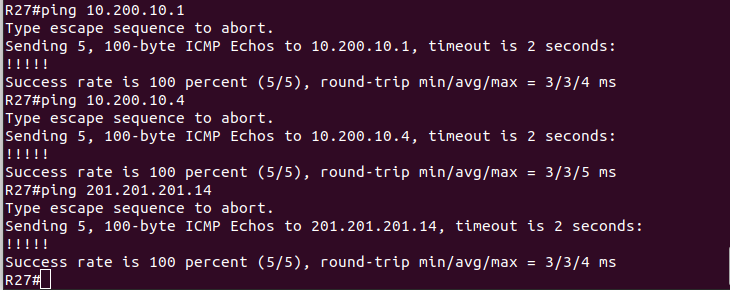 R27#ping 10.200.10.1
Type escape sequence to abort.
Sending 5, 100-byte ICMP Echos to 10.200.10.1, timeout is 2 seconds:
!!!!!
Success rate is 100 percent (5/5), round-trip min/avg/max = 3/3/4 ms
R27#ping 10.200.10.4
Type escape sequence to abort.
Sending 5, 100-byte ICMP Echos to 10.200.10.4, timeout is 2 seconds:
!!!!!
Success rate is 100 percent (5/5), round-trip min/avg/max = 3/3/5 ms
R27#ping 201.201.201.14
Type escape sequence to abort.
Sending 5, 100-byte ICMP Echos to 201.201.201.14, timeout is 2 seconds:
!!!!!
Success rate is 100 percent (5/5), round-trip min/avg/max = 3/3/4 ms
R27#